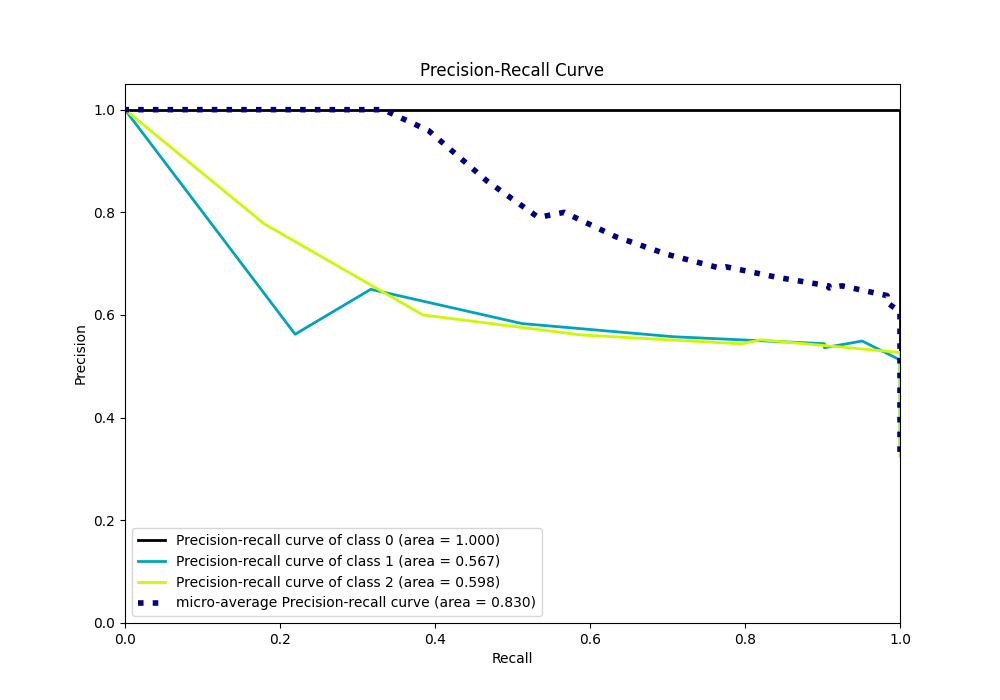 Precision-Recall Curve
1.0
0.8
0.6
0.4
0.2
0.0
Precision
Precision-recall curve of class 0 (area = 1.000)
Precision-recall curve of class 1 (area = 0.567)
Precision-recall curve of class 2 (area = 0.598)
micro-average Precision-recall curve (area = 0.830)
0.0 0.2 0.4 0.6 0.8 1.0
Recall